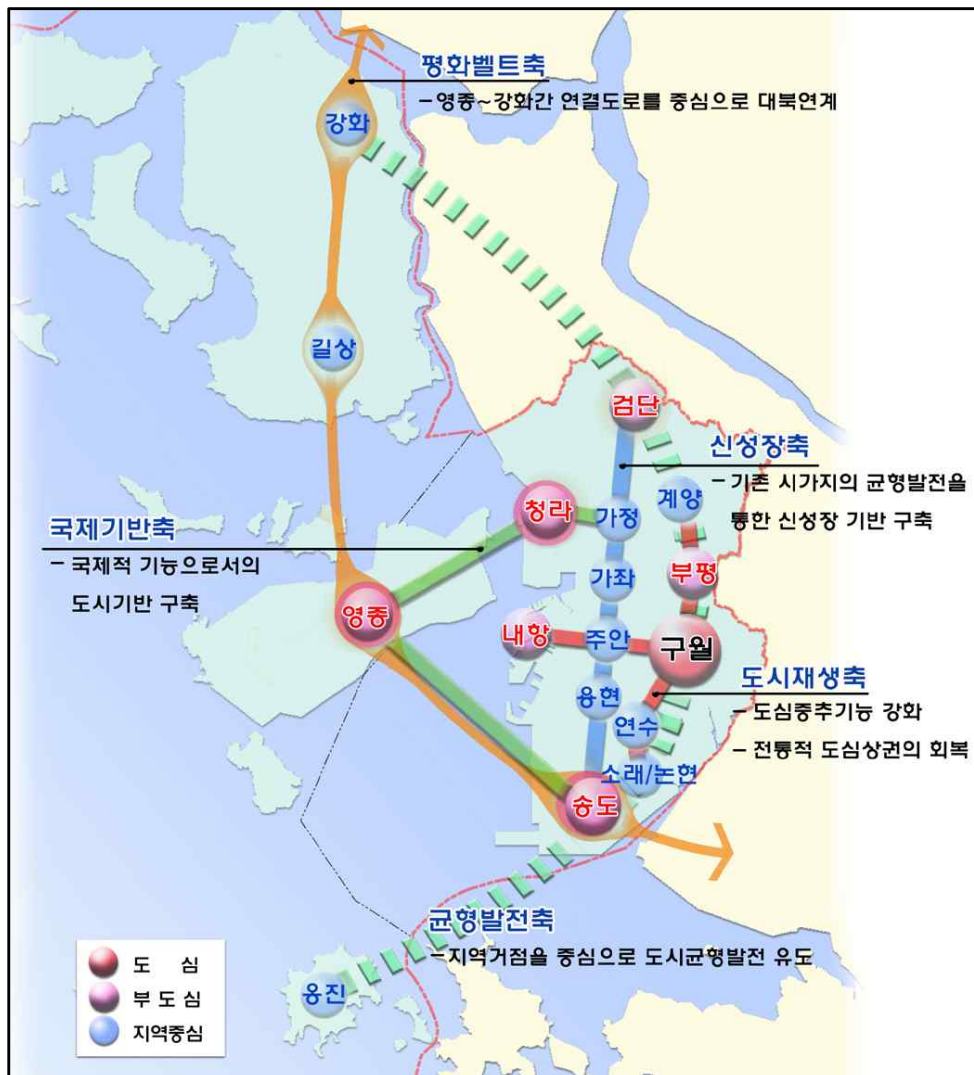 평화벨트축
- 영종~강화간 연결도로를 중심으로 대북연계
강화
길상
검단
신성장축
- 기존 시가지의 균형발전을
통한 신성장 기반 구축
계양
청라
가정
국제기반축
- 국제적 기능으로서의
도시기반 구축
가좌
부평
영종
내항
주안
구월
도시재생축
- 도심중추기능 강화
- 전통적 도심상권의 회복
용현
연수
소래/논현
송도
균형발전축
- 지역거점을 중심으로 도시균형발전 유도
옹진
도 심
부 도 심
지역중심